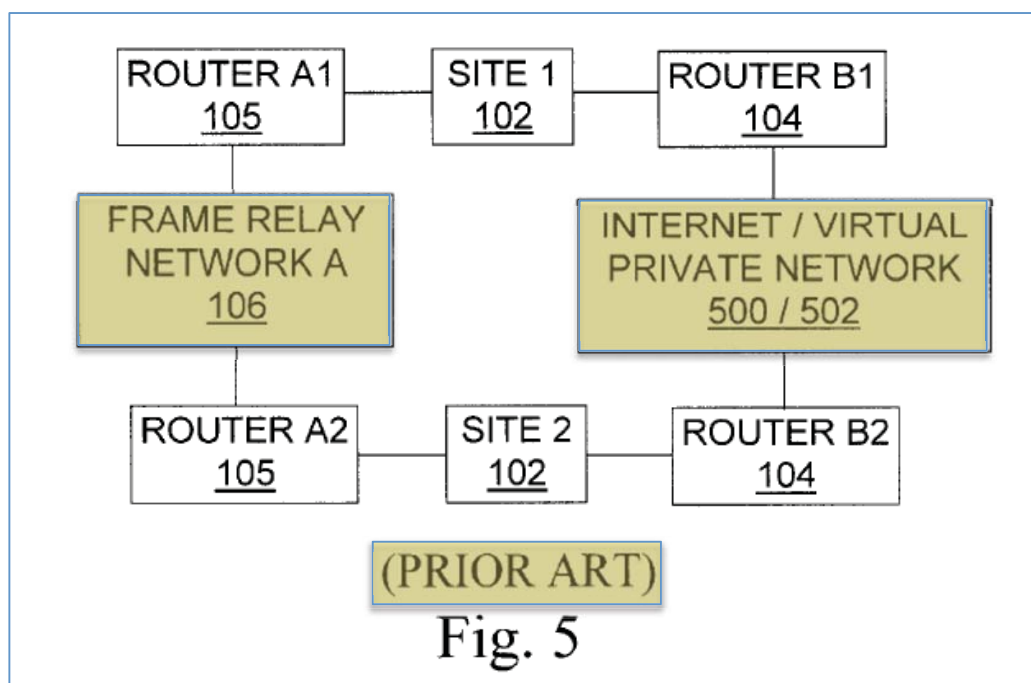 ROUTER A1
105
SITE 1
102
ROUTER B1
104
FRAME RELAY
NETWORK A
106
INTERNET / VIRTUAL
PRIVATE NETWORK
500 / 502
ROUTER A2
105
SITE 2
102
ROUTER B2
104
(PRIOR ART)
Fig. 5